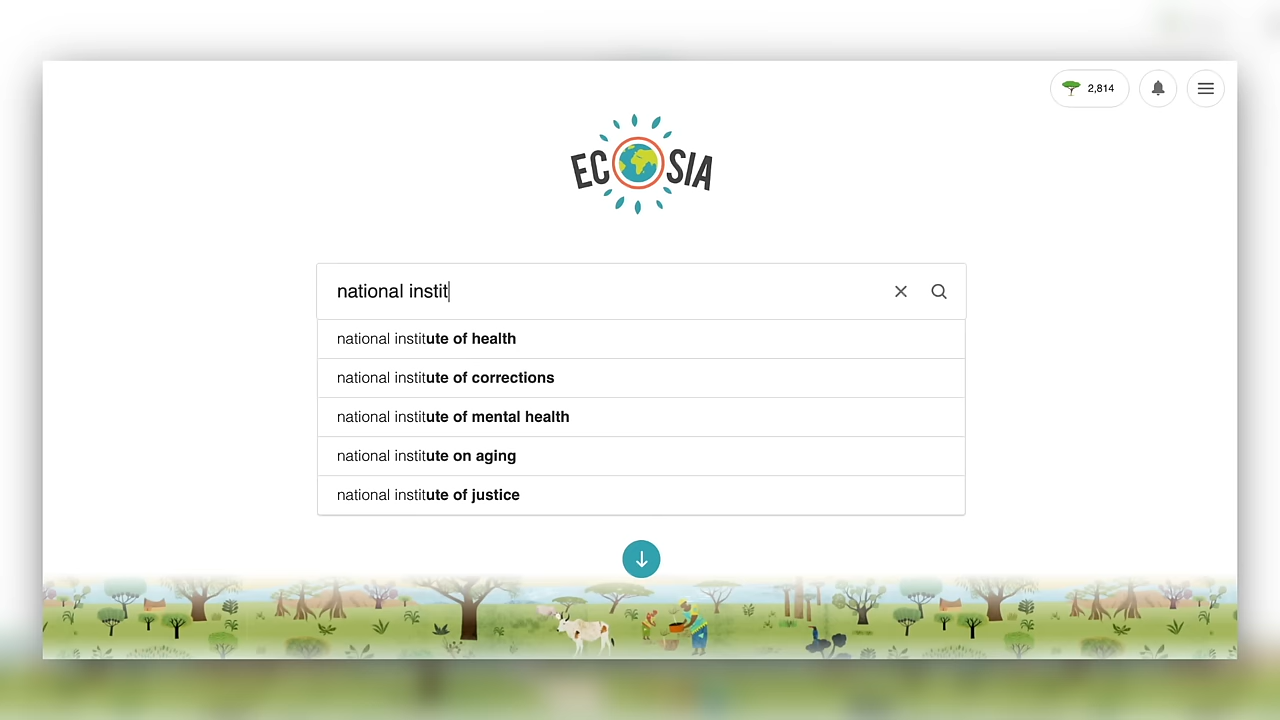 2,814
ECOSIA
national instit
national institute of health
national institute of corrections
national institute of mental health
national institute on aging
national institute of justice